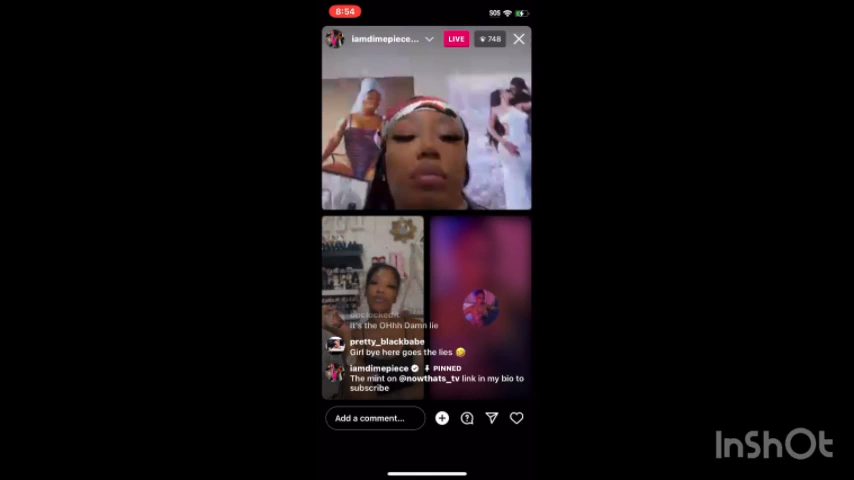 8:54
SOS
iamdimepiece...
LIVE
748
It's the OHhh Damn lie
pretty_blackbabe
Girl bye here goes the lies 🤣
iamdimepiece PINNED
The mint on @nowthats_tv link in my bio to
subscribe
Add a comment...
InShOt